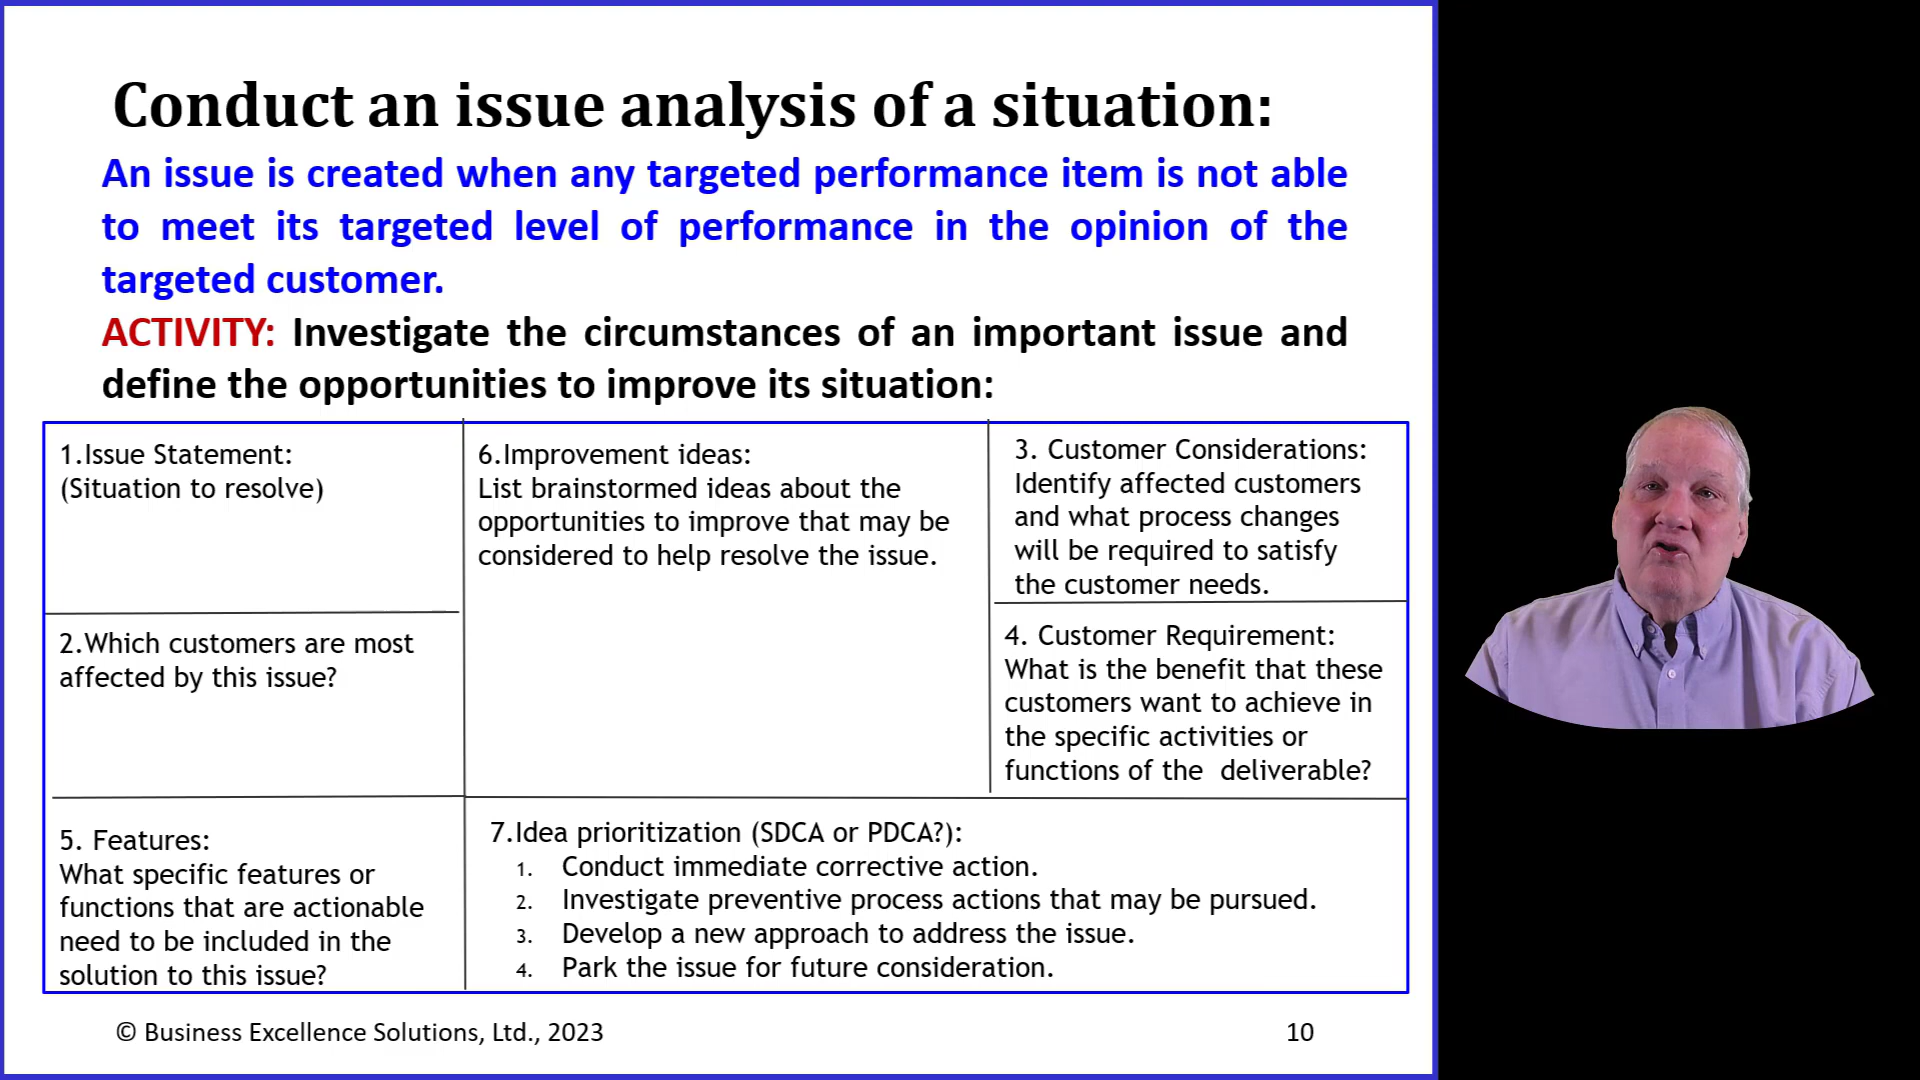 Conduct an issue analysis of a situation:
An issue is created when any targeted performance item is not able
to meet its targeted level of performance in the opinion of the
targeted customer.
ACTIVITY: Investigate the circumstances of an important issue and
define the opportunities to improve its situation:
1.Issue Statement:
(Situation to resolve)
2.Which customers are most
affected by this issue?
3. Customer Considerations:
Identify affected customers
and what process changes
will be required to satisfy
the customer needs.
4. Customer Requirement:
What is the benefit that these
customers want to achieve in
the specific activities or
functions of the deliverable?
5. Features:
What specific features or
functions that are actionable
need to be included in the
solution to this issue?
6.Improvement ideas:
List brainstormed ideas about the
opportunities to improve that may be
considered to help resolve the issue.
7.Idea prioritization (SDCA or PDCA?):
1. Conduct immediate corrective action.
2. Investigate preventive process actions that may be pursued.
3. Develop a new approach to address the issue.
4. Park the issue for future consideration.
© Business Excellence Solutions, Ltd., 2023
10